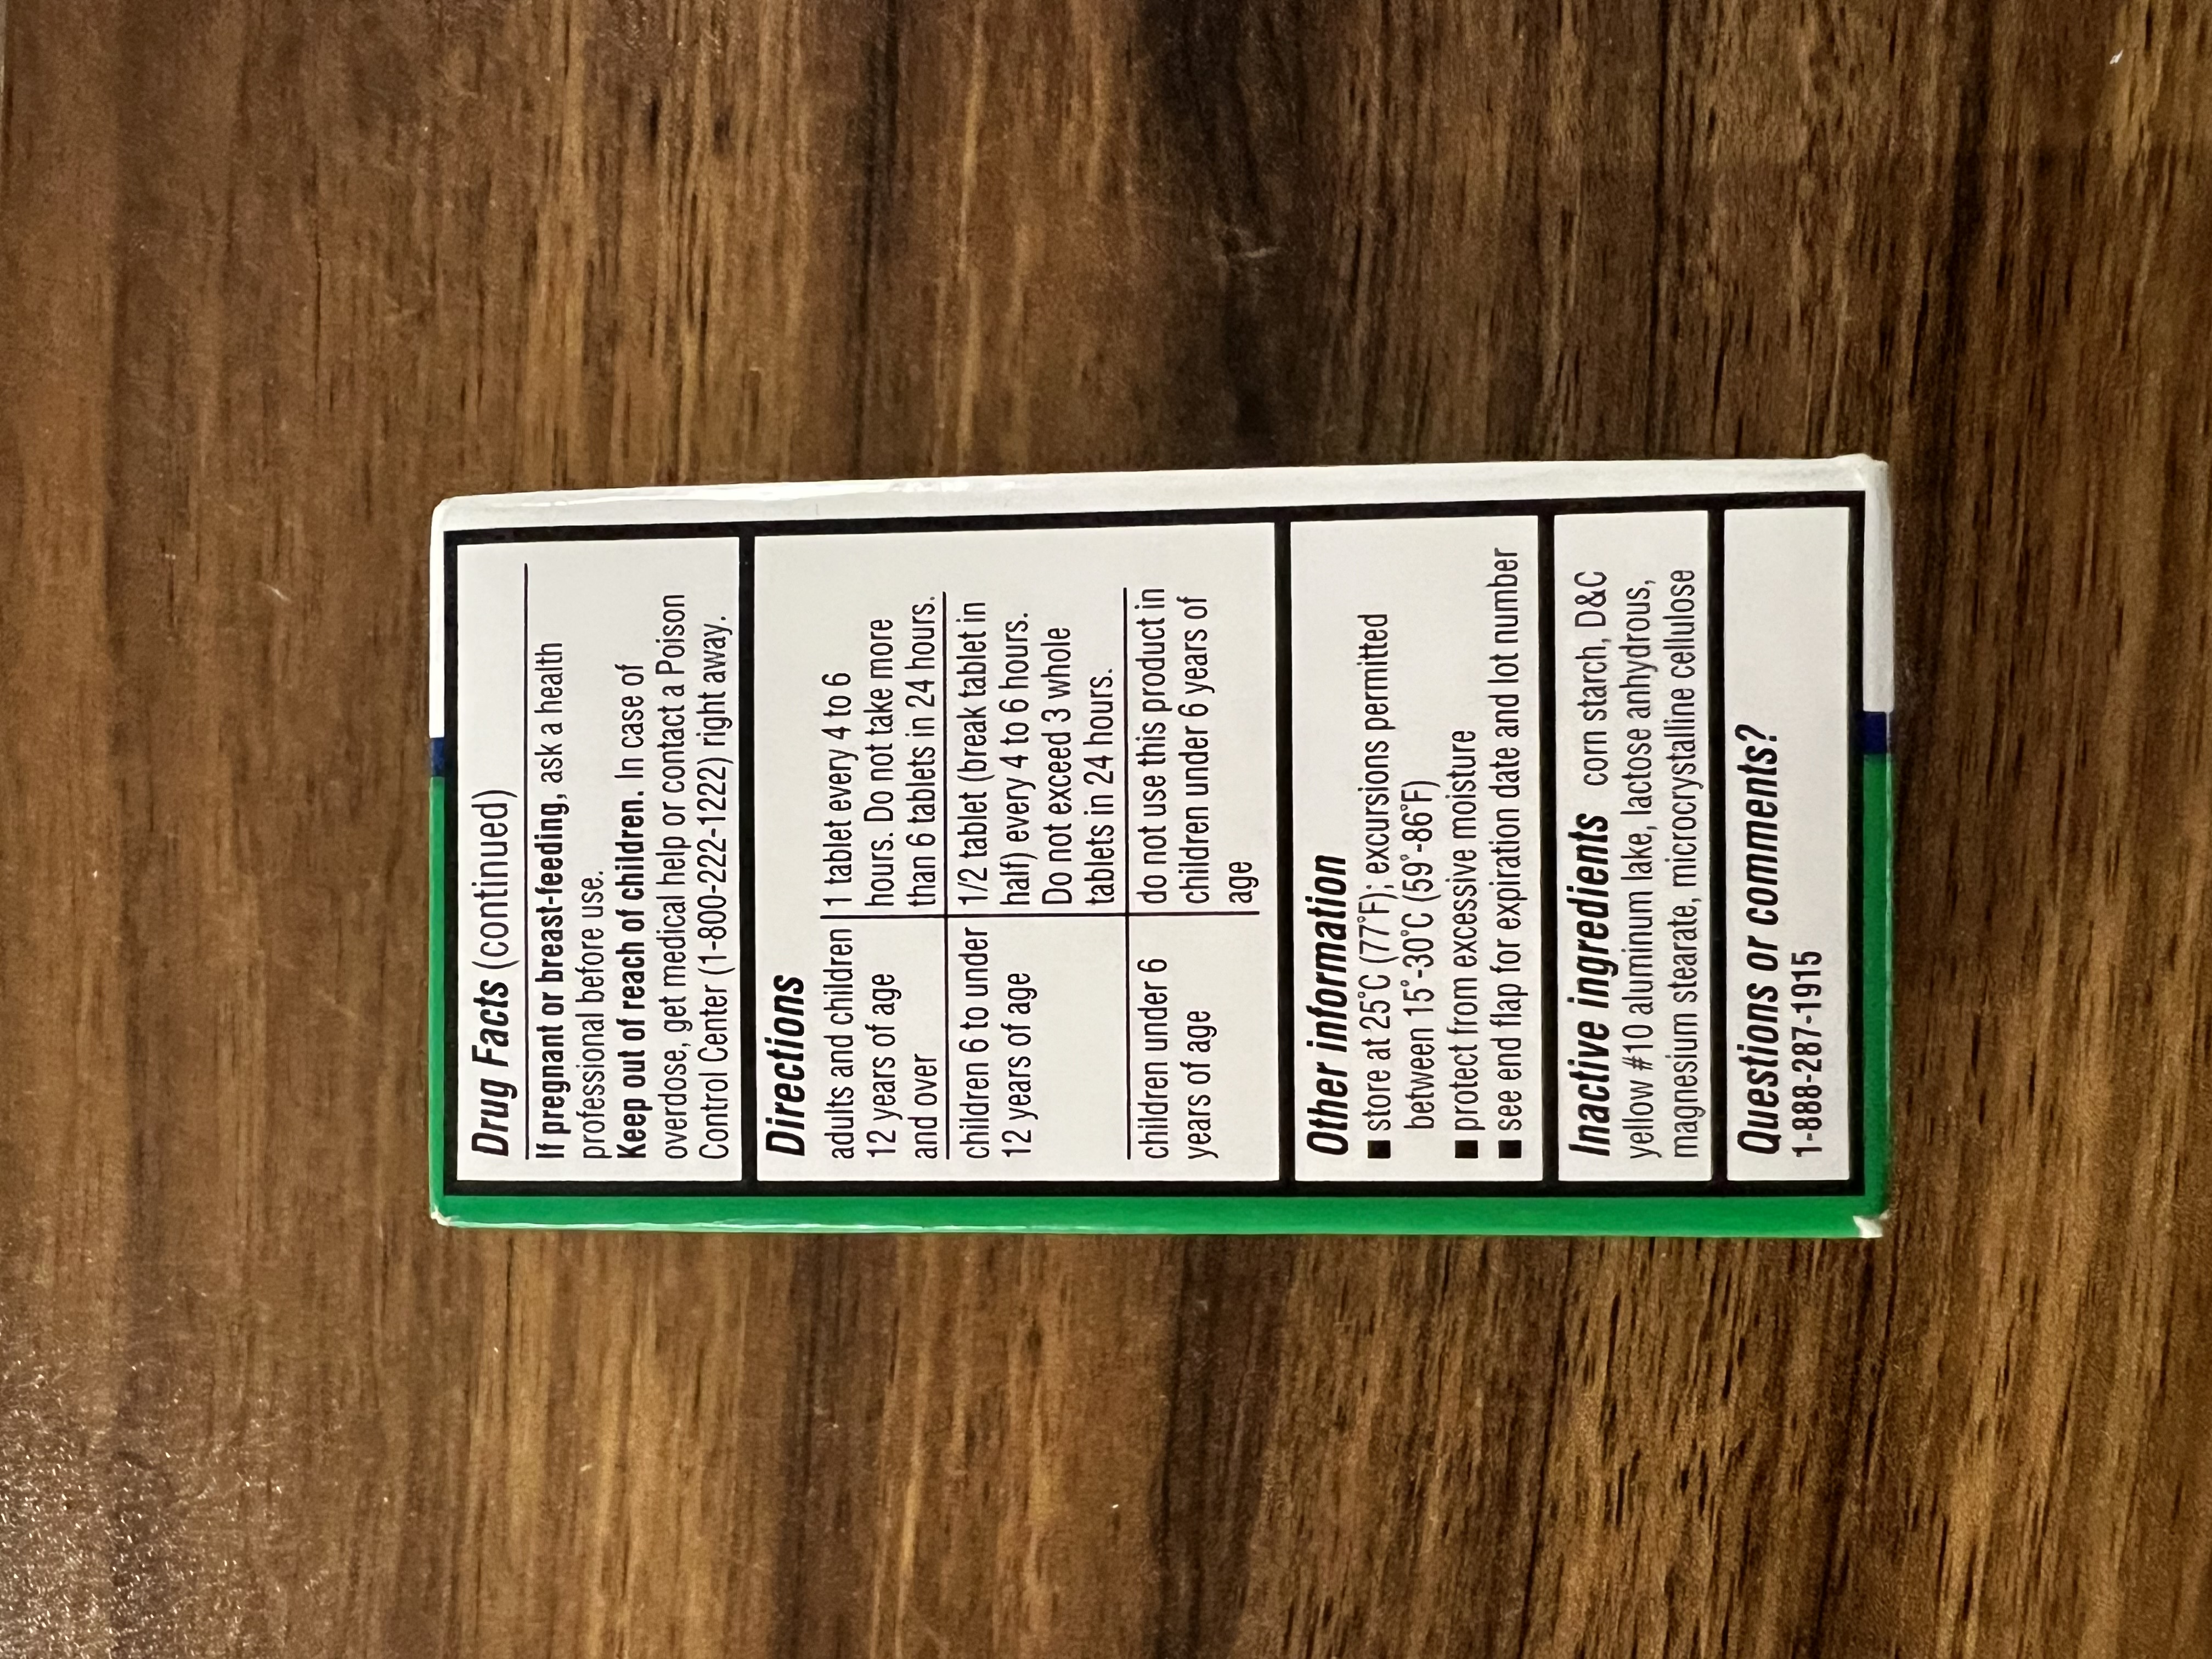 Drug Facts (continued)
If pregnant or breast-feeding, ask a health
professional before use.
Keep out of reach of children. In case of
overdose, get medical help or contact a Poison
Control Center (1-800-222-1222) right away.
Directions
adults and children 1 tablet every 4 to 6
12 years of age hours. Do not take more
and over than 6 tablets in 24 hours.
children 6 to under 1/2 tablet (break tablet in
12 years of age half) every 4 to 6 hours.
Do not exceed 3 whole
tablets in 24 hours.
children under 6 do not use this product in
years of age children under 6 years of
age
Other information
■ store at 25°C (77°F); excursions permitted
between 15°-30°C (59°-86°F)
■ protect from excessive moisture
■ see end flap for expiration date and lot number
Inactive ingredients corn starch, D&C
yellow #10 aluminum lake, lactose anhydrous,
magnesium stearate, microcrystalline cellulose
Questions or comments?
1-888-287-1915